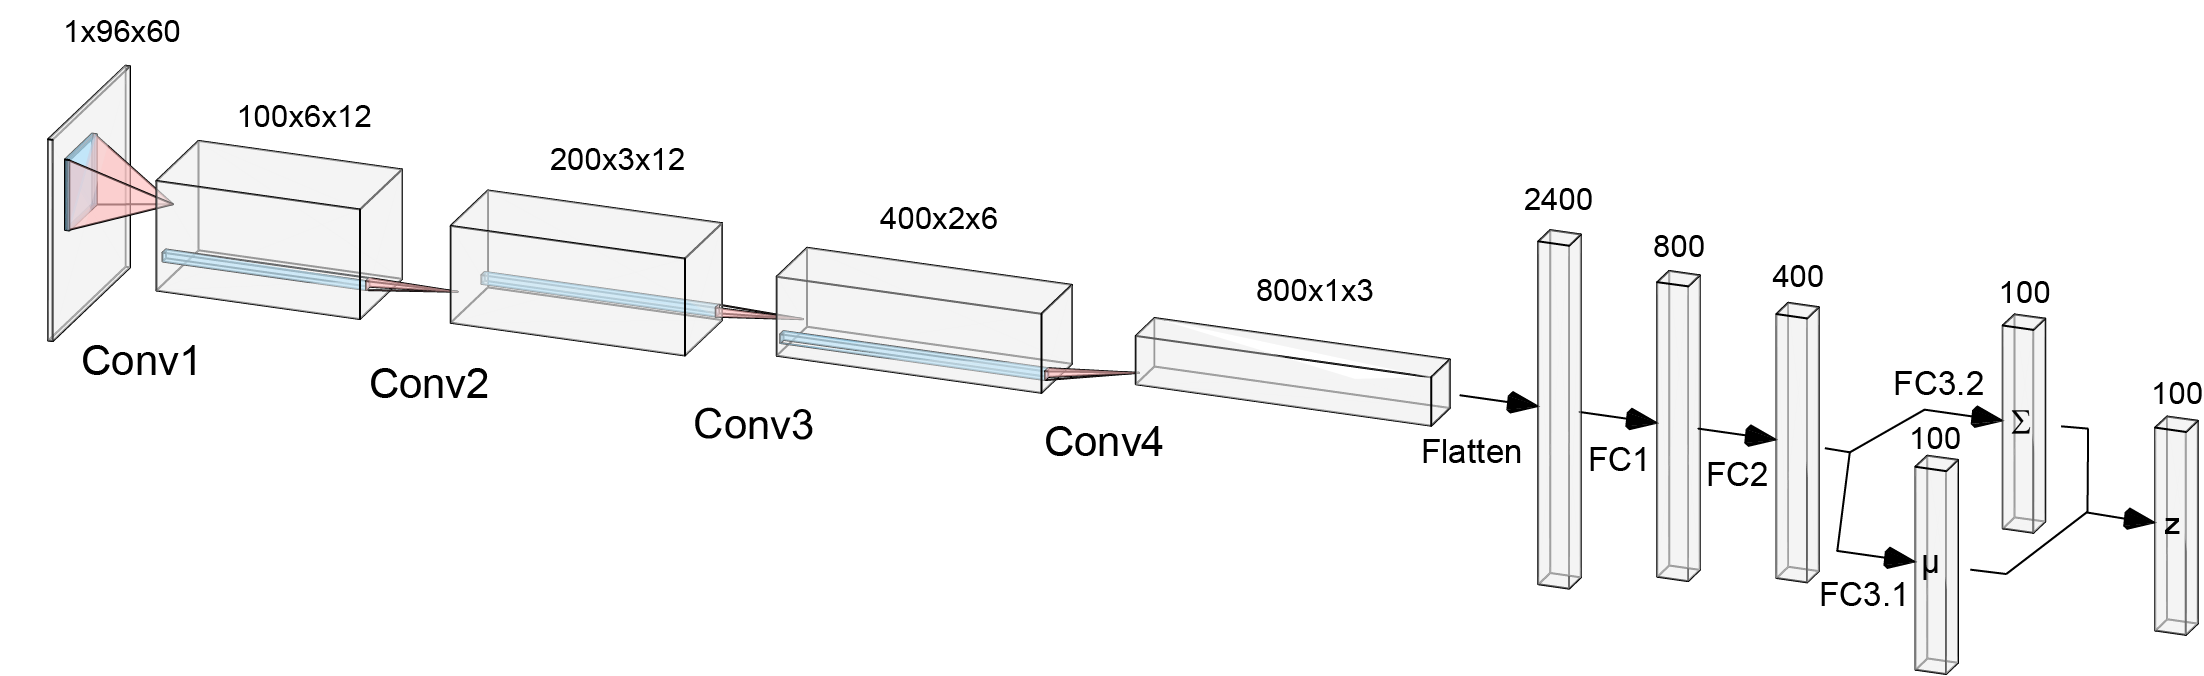 1x96x60
100x6x12
200x3x12
400x2x6
800x1x3
2400
800
400
100
100
100
Conv1
Conv2
Conv3
Conv4
Flatten
FC1
FC2
FC3.2
FC3.1
Σ
μ
z